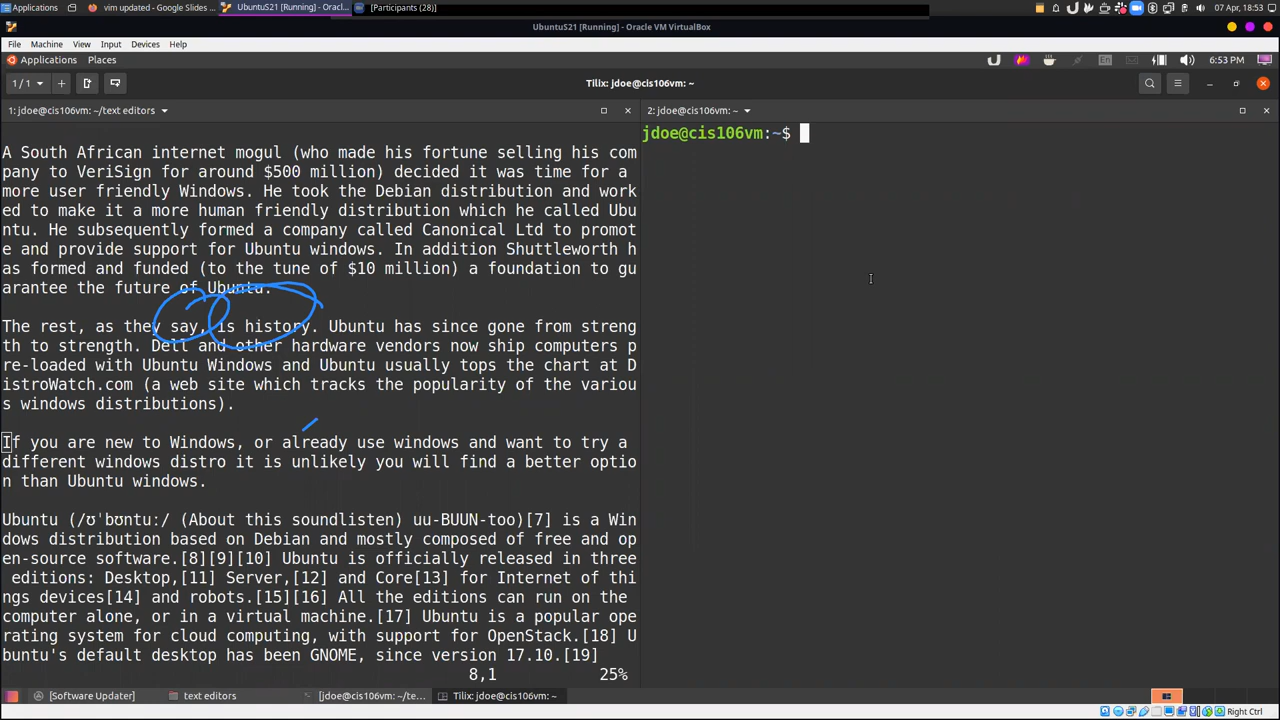 Applications
vim updated - Google Slides ...
UbuntuS21 [Running] - Oracl...
[Participants (28)]
07 Apr, 18:53
UbuntuS21 [Running] - Oracle VM VirtualBox
File Machine View Input Devices Help
Applications Places
En
6:53 PM
1 / 1
Tilix: jdoe@cis106vm: ~
1: jdoe@cis106vm: ~/text editors
2: jdoe@cis106vm: ~
A South African internet mogul (who made his fortune selling his com
pany to VeriSign for around $500 million) decided it was time for a
more user friendly Windows. He took the Debian distribution and work
ed to make it a more human friendly distribution which he called Ubu
ntu. He subsequently formed a company called Canonical Ltd to promot
e and provide support for Ubuntu windows. In addition Shuttleworth h
as formed and funded (to the tune of $10 million) a foundation to gu
arantee the future of Ubuntu.
The rest, as they say, is history. Ubuntu has since gone from streng
th to strength. Dell and other hardware vendors now ship computers p
re-loaded with Ubuntu Windows and Ubuntu usually tops the chart at D
istroWatch.com (a web site which tracks the popularity of the variou
s windows distributions).
If you are new to Windows, or already use windows and want to try a
different windows distro it is unlikely you will find a better optio
n than Ubuntu windows.
Ubuntu (/ʊˈbʊntuː/ (About this soundlisten) uu-BUUN-too)[7] is a Win
dows distribution based on Debian and mostly composed of free and op
en-source software.[8][9][10] Ubuntu is officially released in three
editions: Desktop,[11] Server,[12] and Core[13] for Internet of thi
ngs devices[14] and robots.[15][16] All the editions can run on the
computer alone, or in a virtual machine.[17] Ubuntu is a popular ope
rating system for cloud computing, with support for OpenStack.[18] U
buntu's default desktop has been GNOME, since version 17.10.[19]
8,1 25%
jdoe@cis106vm:~$
[Software Updater]
text editors
[jdoe@cis106vm: ~/te...
Tilix: jdoe@cis106vm: ~
Right Ctrl